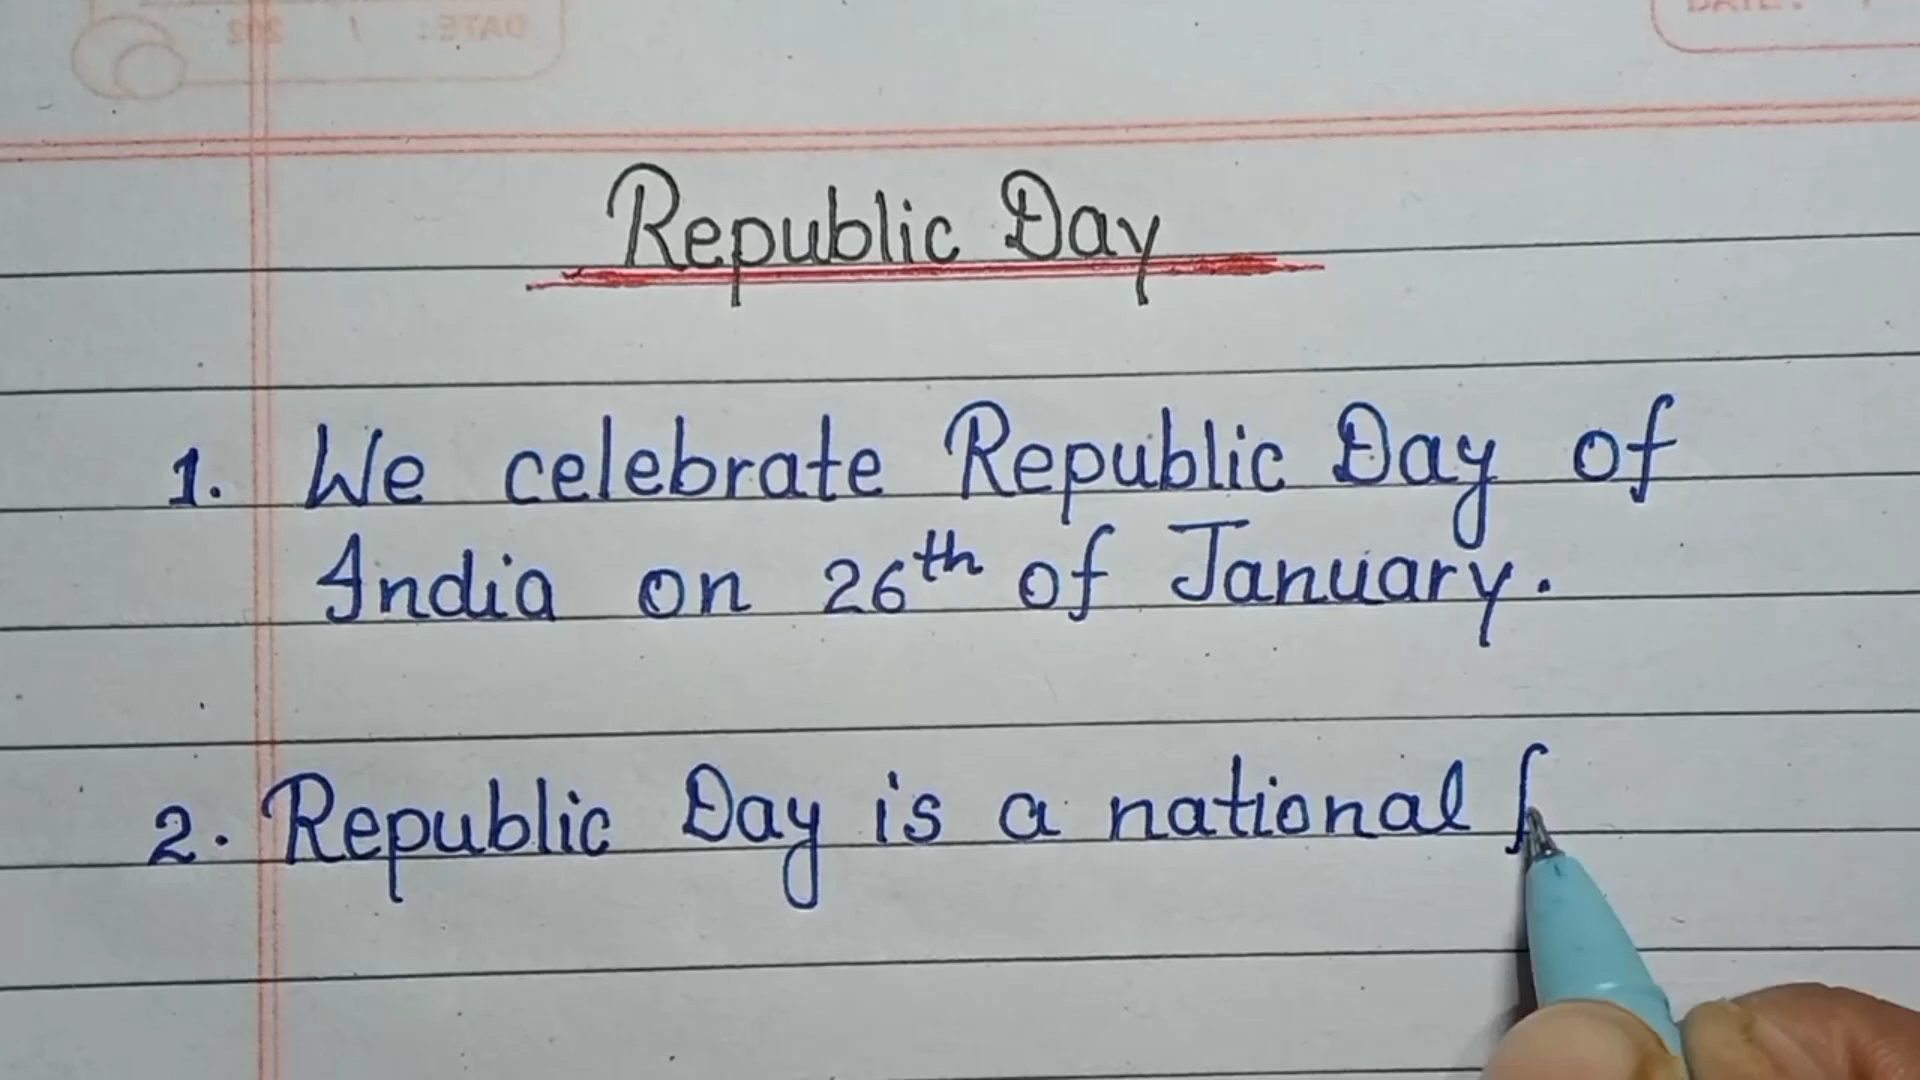 Republic Day
1. We celebrate Republic Day of
India on 26th of January.
2. Republic Day is a national f